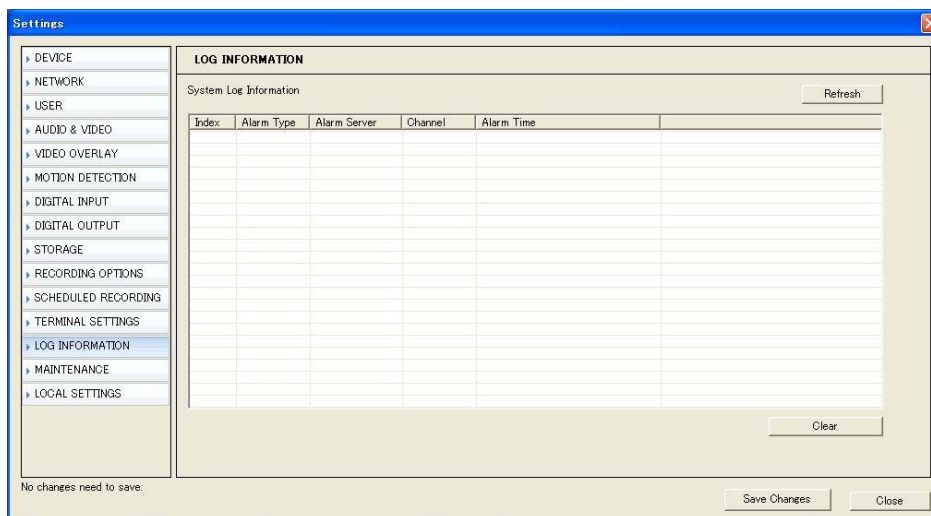 Settings
DEVICE
NETWORK
USER
AUDIO & VIDEO
VIDEO OVERLAY
MOTION DETECTION
DIGITAL INPUT
DIGITAL OUTPUT
STORAGE
RECORDING OPTIONS
SCHEDULED RECORDING
TERMINAL SETTINGS
LOG INFORMATION
MAINTENANCE
LOCAL SETTINGS
LOG INFORMATION
System Log Information
Refresh
Index Alarm Type Alarm Server Channel Alarm Time
Clear
No changes need to save.
Save Changes Close